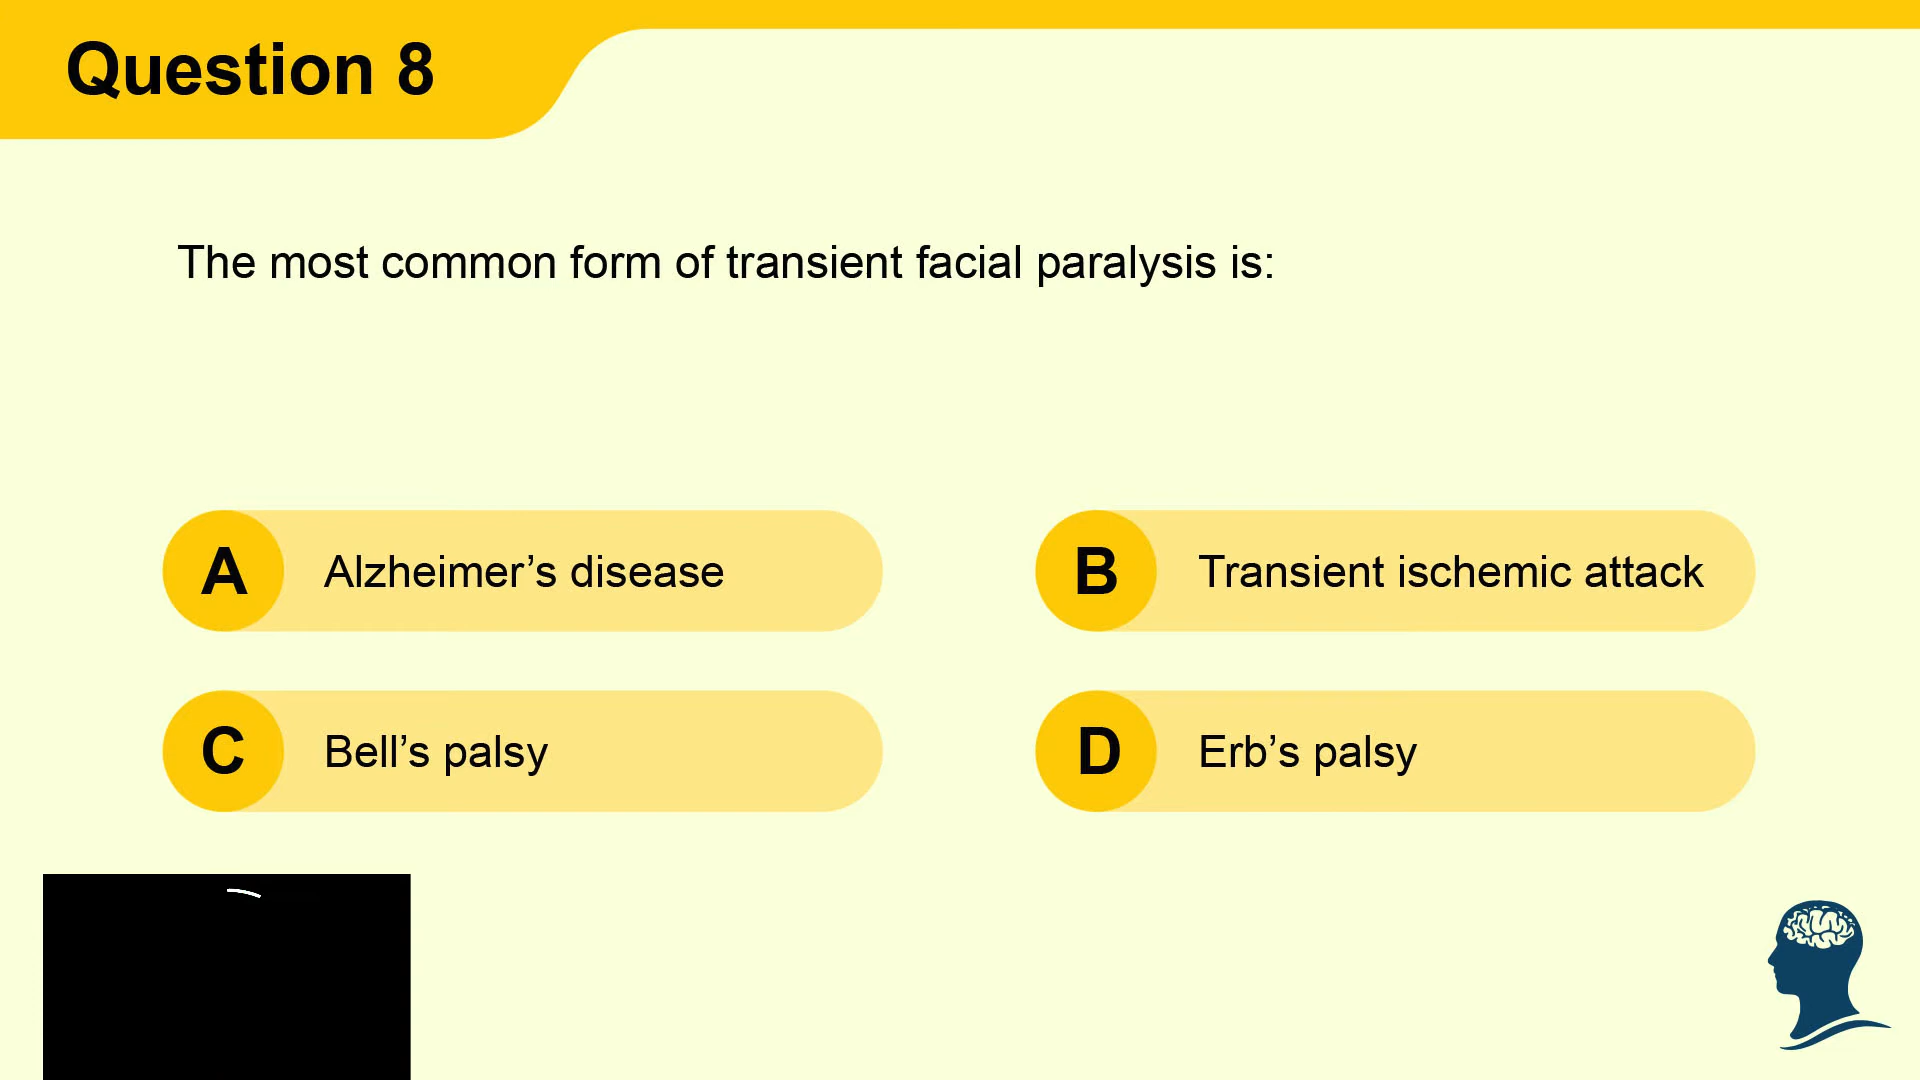 Question 8
The most common form of transient facial paralysis is:
A Alzheimer’s disease
B Transient ischemic attack
C Bell’s palsy
D Erb’s palsy